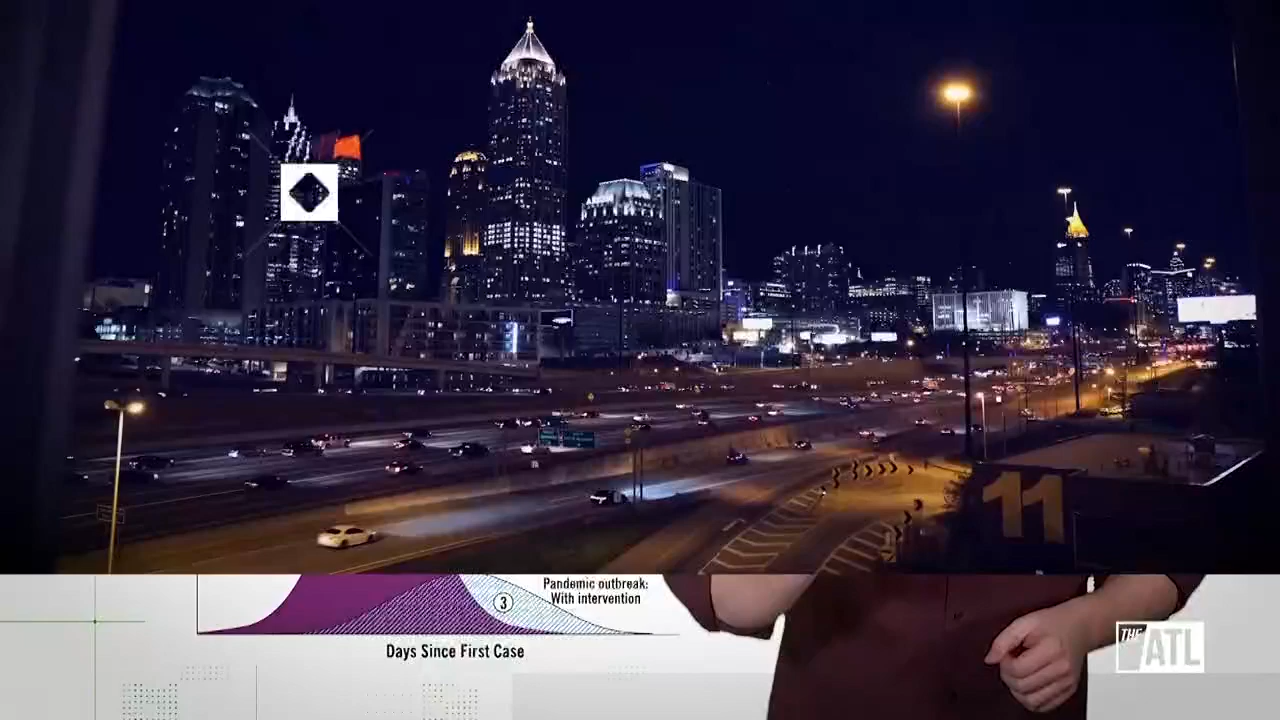 11
Pandemic outbreak:
With intervention
3
Days Since First Case
THE
ATL